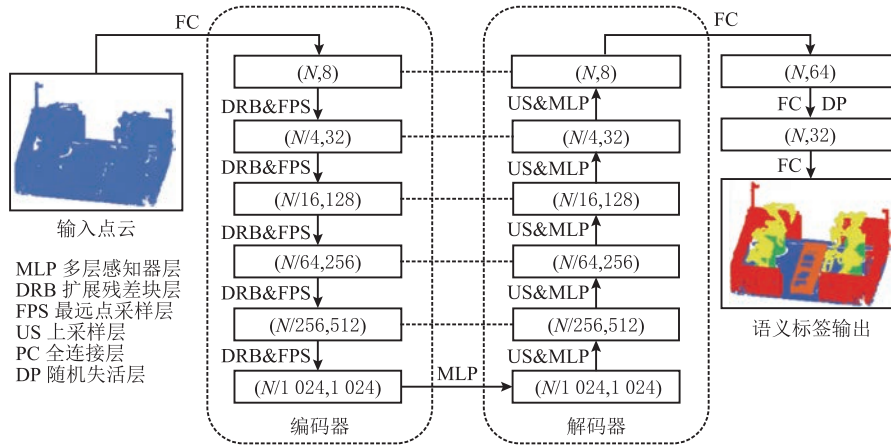 FC
(N,8)
DRB&FPS
(N/4,32)
DRB&FPS
(N/16,128)
DRB&FPS
(N/64,256)
DRB&FPS
(N/256,512)
DRB&FPS
(N/1 024,1 024)
编码器
MLP
FC
(N,8)
US&MLP
(N/4,32)
US&MLP
(N/16,128)
US&MLP
(N/64,256)
US&MLP
(N/256,512)
US&MLP
(N/1 024,1 024)
解码器
(N,64)
FC DP
(N,32)
FC
语义标签输出
输入点云
MLP 多层感知器层
DRB 扩展残差块层
FPS 最远点采样层
US 上采样层
PC 全连接层
DP 随机失活层